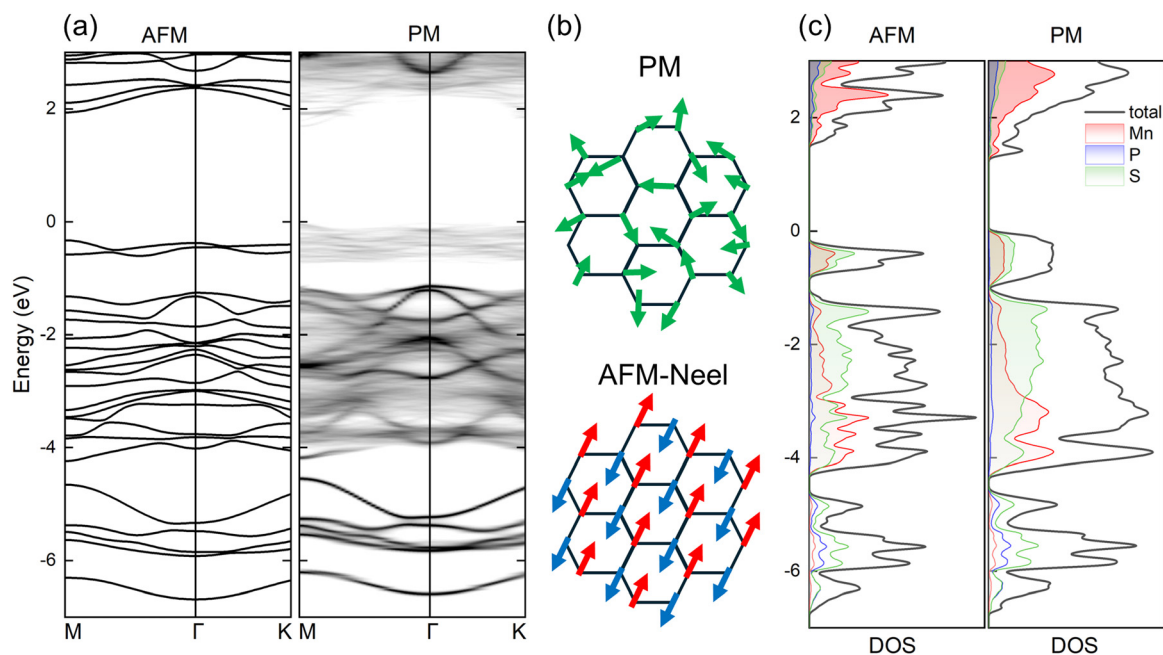 (a)
AFM
PM
Energy (eV)
2
0
-2
-4
-6
M
Γ
K
M
Γ
K
(b)
PM
AFM-Neel
(c)
AFM
PM
total
Mn
P
S
2
0
-2
-4
-6
DOS
DOS